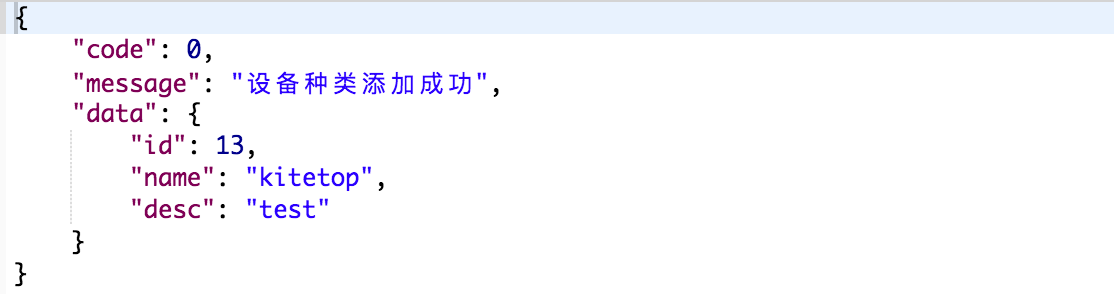 {
    "code": 0,
    "message": "设备种类添加成功",
    "data": {
        "id": 13,
        "name": "kitetop",
        "desc": "test"
    }
}